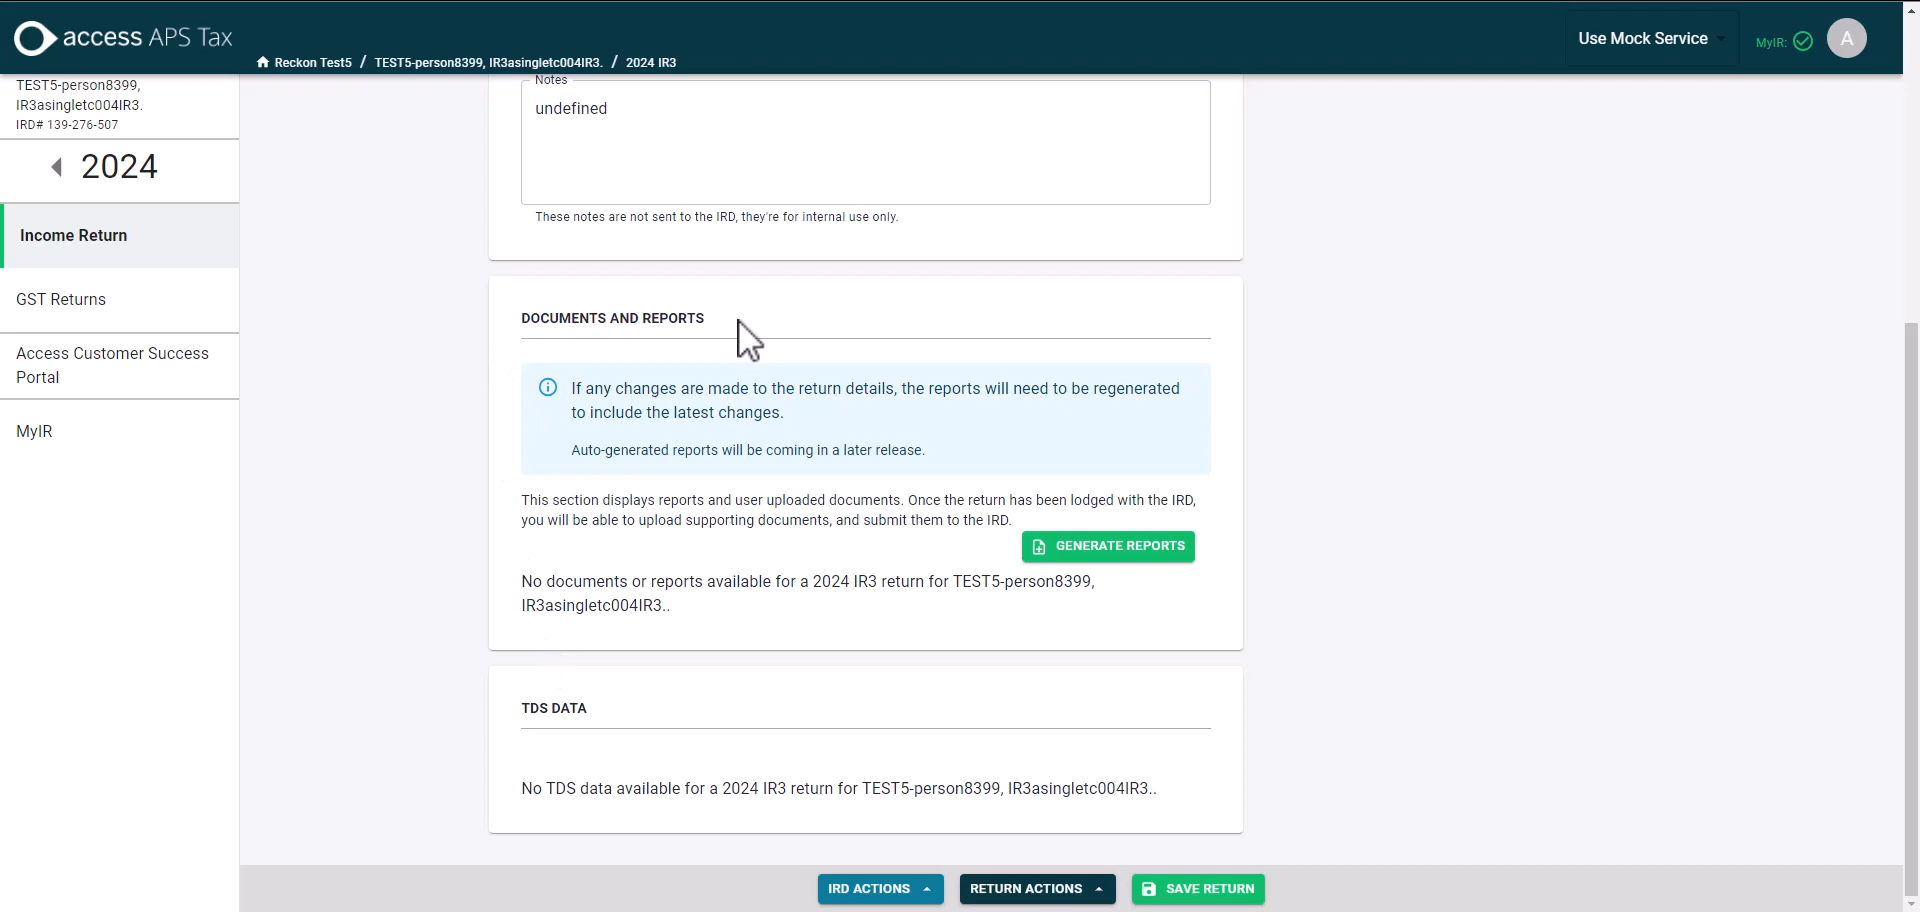 access APS Tax
Reckon Test5 / TEST5-person8399, IR3asingletc004IR3. / 2024 IR3
Use Mock Service
MyIR:
A
TEST5-person8399,
IR3asingletc004IR3.
IRD# 139-276-507
2024
Income Return
GST Returns
Access Customer Success
Portal
MyIR
Notes
undefined
These notes are not sent to the IRD, they're for internal use only.
DOCUMENTS AND REPORTS
If any changes are made to the return details, the reports will need to be regenerated
to include the latest changes.
Auto-generated reports will be coming in a later release.
This section displays reports and user uploaded documents. Once the return has been lodged with the IRD,
you will be able to upload supporting documents, and submit them to the IRD.
GENERATE REPORTS
No documents or reports available for a 2024 IR3 return for TEST5-person8399,
IR3asingletc004IR3..
TDS DATA
No TDS data available for a 2024 IR3 return for TEST5-person8399, IR3asingletc004IR3..
IRD ACTIONS
RETURN ACTIONS
SAVE RETURN